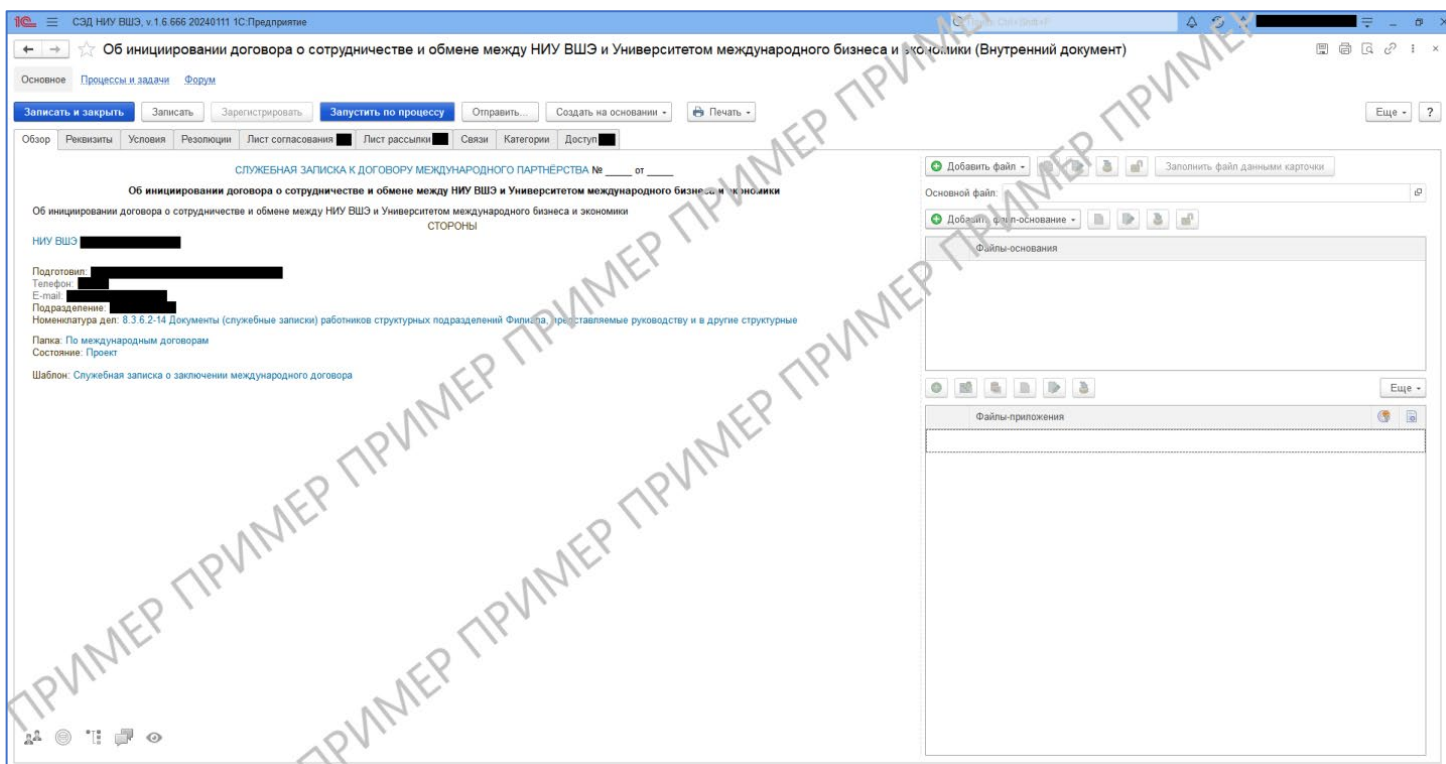 1С СЭД НИУ ВШЭ, v.1.6.666 20240111 1С:Предприятие
Об инициировании договора о сотрудничестве и обмене между НИУ ВШЭ и Университетом международного бизнеса и экономики (Внутренний документ)
Основное Процессы и задачи Форум
Записать и закрыть Записать Зарегистрировать Запустить по процессу Отправить... Создать на основании Печать Еще ?
Обзор Реквизиты Условия Резолюции Лист согласования Лист рассылки Связи Категории Доступ
СЛУЖЕБНАЯ ЗАПИСКА К ДОГОВОРУ МЕЖДУНАРОДНОГО ПАРТНЁРСТВА № _____ от _____
Об инициировании договора о сотрудничестве и обмене между НИУ ВШЭ и Университетом международного бизнеса и экономики
Об инициировании договора о сотрудничестве и обмене между НИУ ВШЭ и Университетом международного бизнеса и экономики
СТОРОНЫ
НИУ ВШЭ
Подготовил:
Телефон:
E-mail:
Подразделение:
Номенклатура дел: 8.3.6.2-14 Документы (служебные записки) работников структурных подразделений Филиала, представляемые руководству и в другие структурные
Папка: По международным договорам
Состояние: Проект
Шаблон: Служебная записка о заключении международного договора
Добавить файл Заполнить файл данными карточки
Основной файл:
Добавить файл-основание
Файлы-основания
Еще
Файлы-приложения
ПРИМЕР ПРИМЕР ПРИМЕР ПРИМЕР ПРИМЕР
ПРИМЕР ПРИМЕР ПРИМЕР ПРИМЕР ПРИМЕР